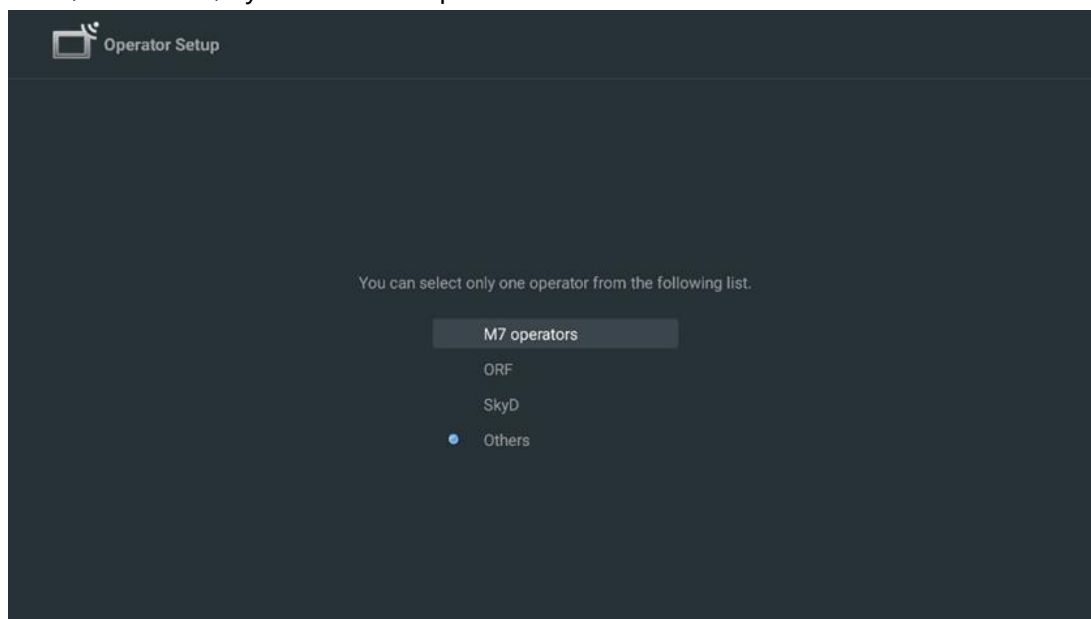 Operator Setup
You can select only one operator from the following list.
M7 operators
ORF
SkyD
Others